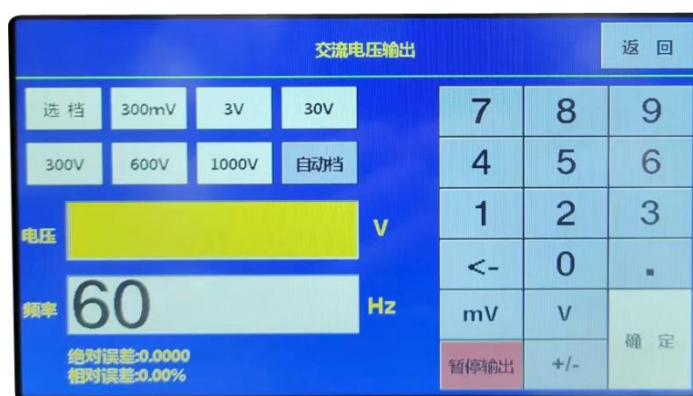 交流电压输出
返 回
选 档 300mV 3V 30V
300V 600V 1000V 自动档
电压 V
频率 60 Hz
绝对误差:0.0000
相对误差:0.00%
7 8 9
4 5 6
1 2 3
<- 0 .
mV V
确 定
暂停输出 +/-